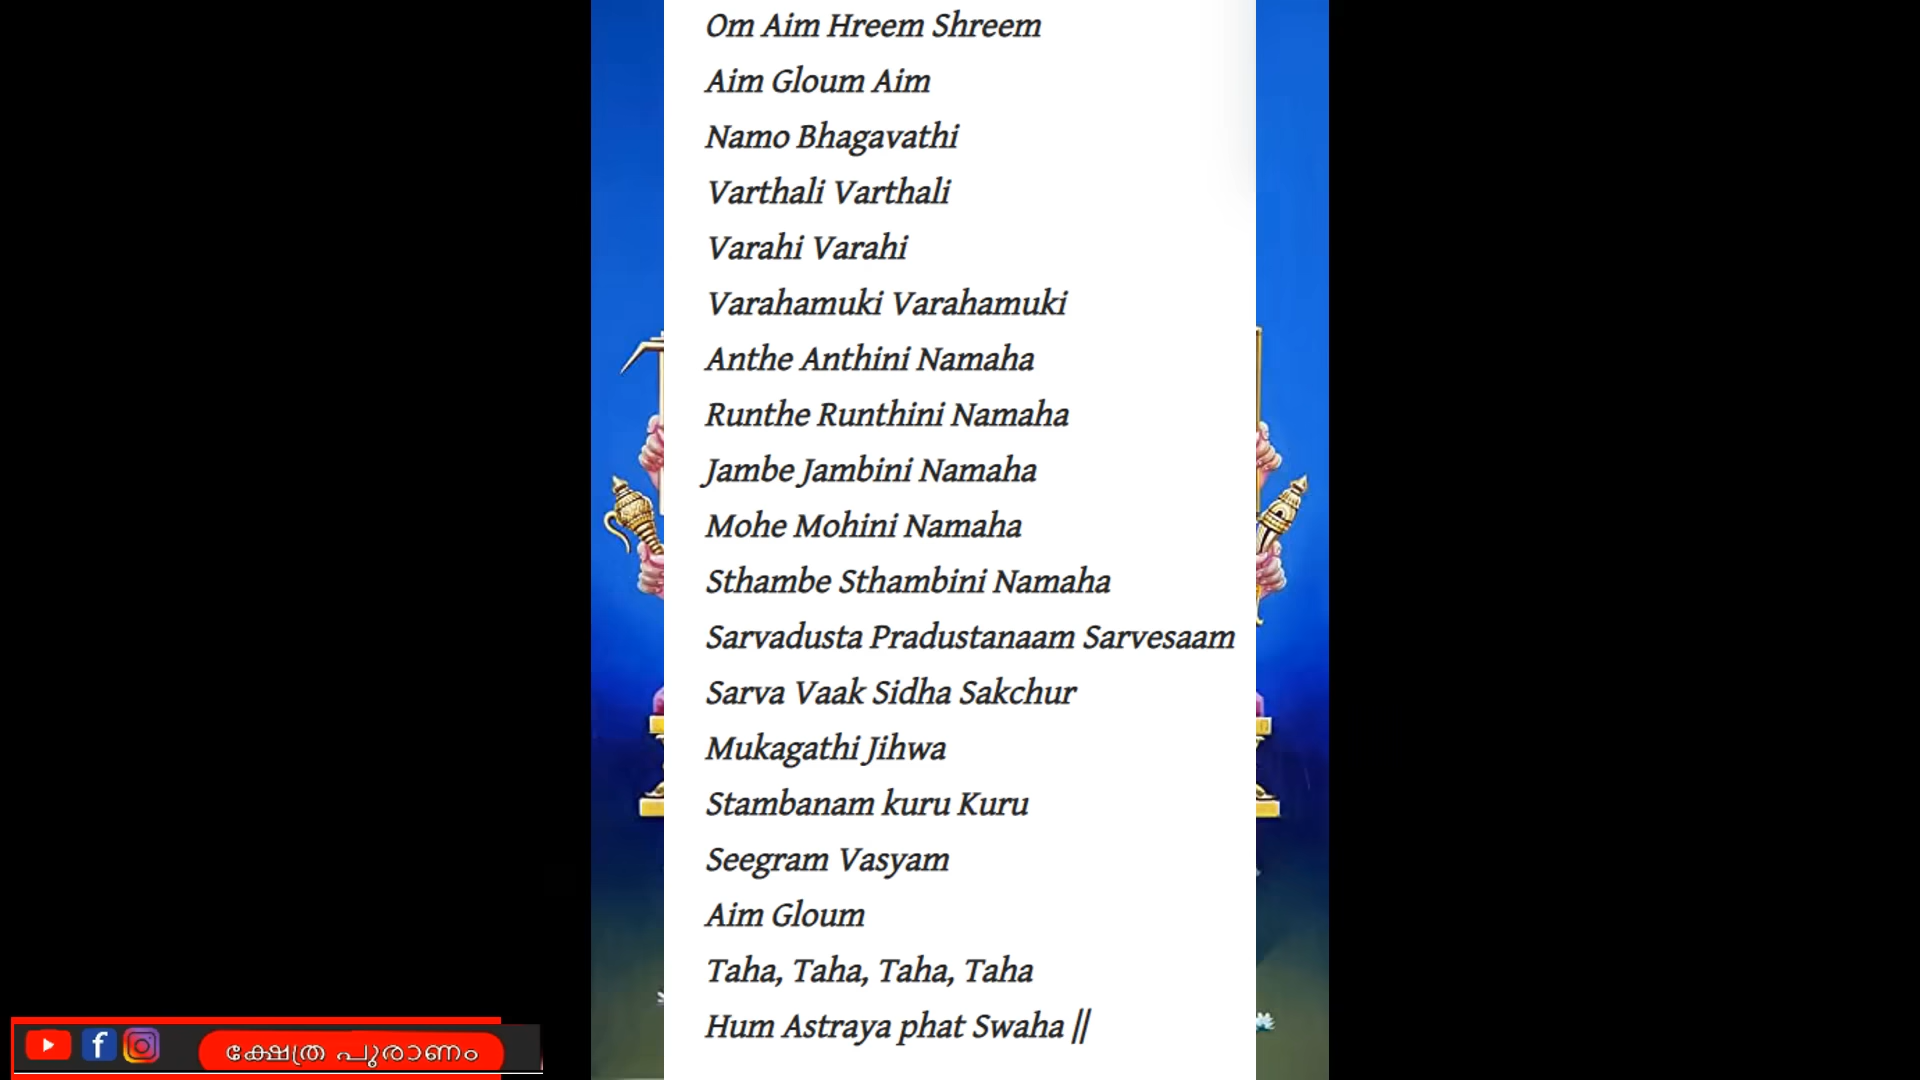 Om Aim Hreem Shreem
Aim Gloum Aim
Namo Bhagavathi
Varthali Varthali
Varahi Varahi
Varahamuki Varahamuki
Anthe Anthini Namaha
Runthe Runthini Namaha
Jambe Jambini Namaha
Mohe Mohini Namaha
Sthambe Sthambini Namaha
Sarvadusta Pradustanaam Sarvesaam
Sarva Vaak Sidha Sakchur
Mukagathi Jihwa
Stambanam kuru Kuru
Seegram Vasyam
Aim Gloum
Taha, Taha, Taha, Taha
Hum Astraya phat Swaha ||
ക്ഷേത്ര പുരാണം